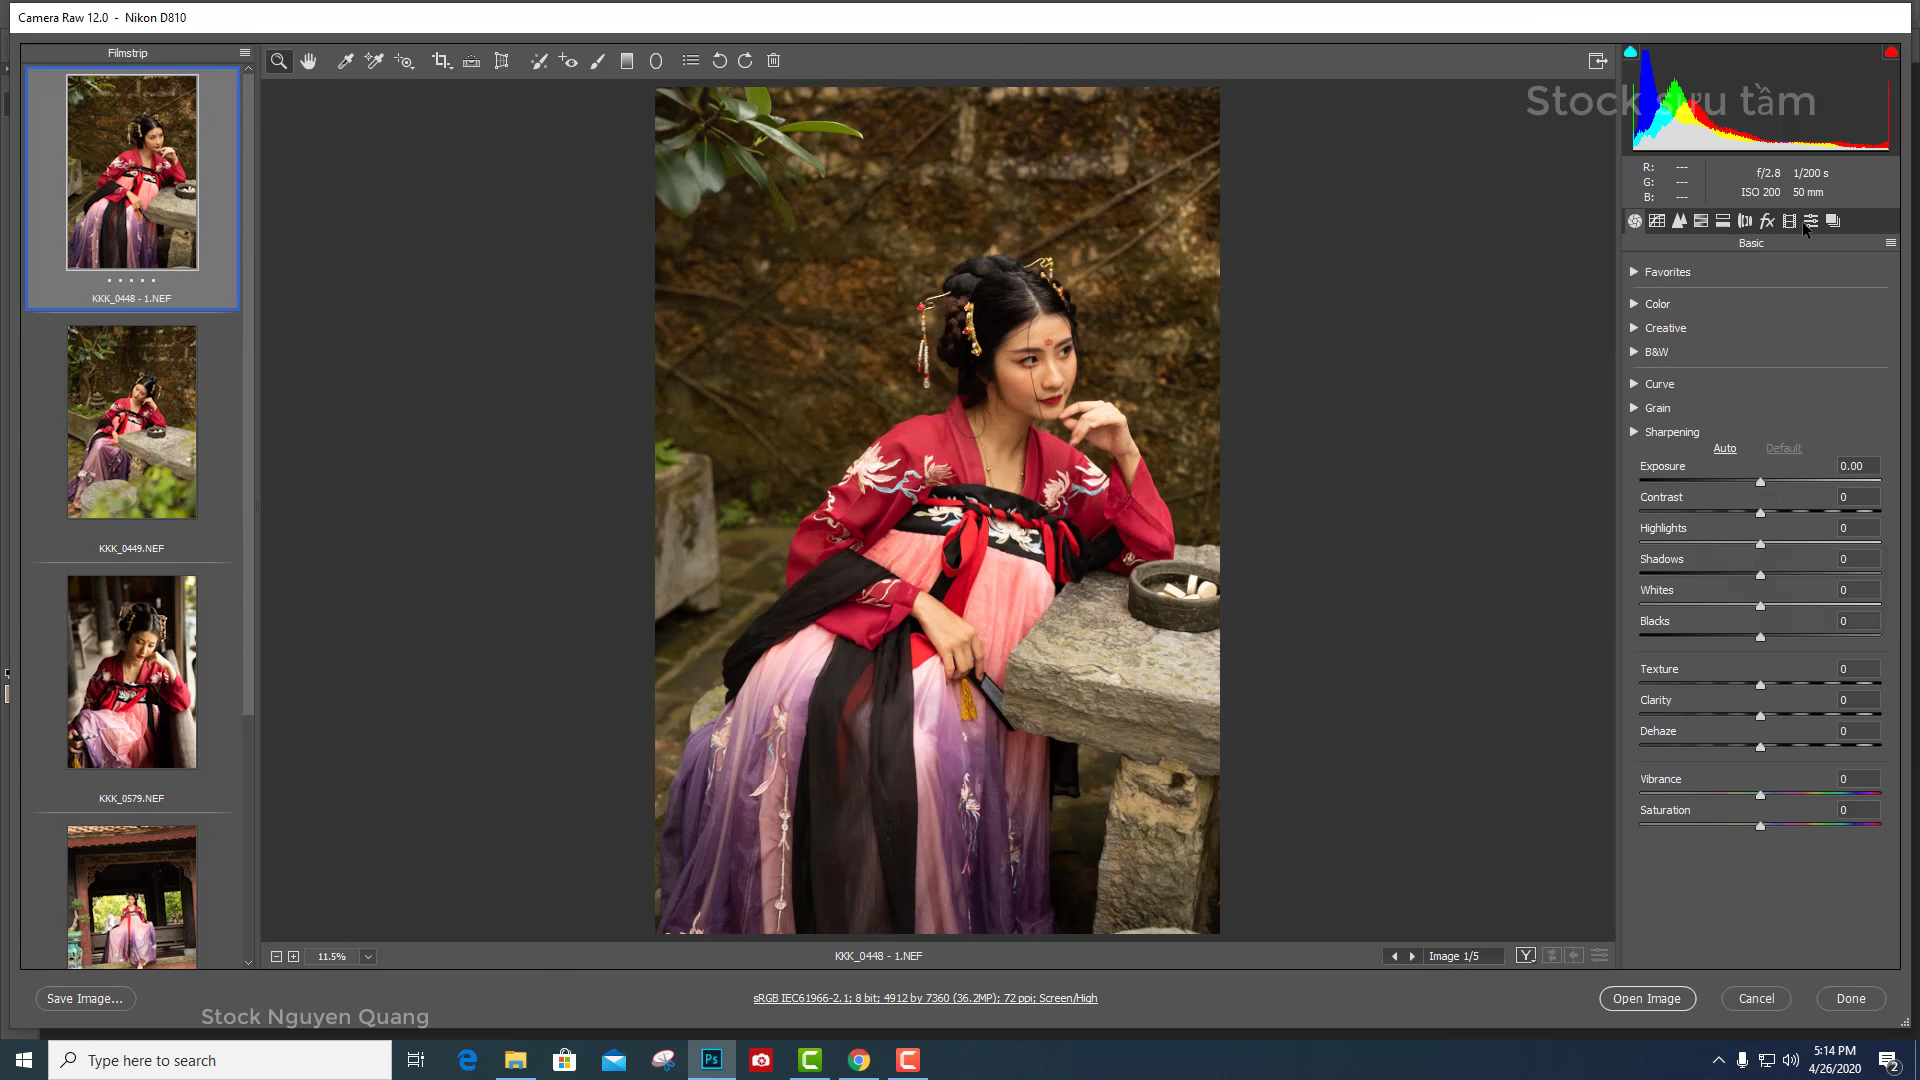 Camera Raw 12.0 - Nikon D810
Filmstrip
KKK_0448 - 1.NEF
KKK_0449.NEF
KKK_0579.NEF
Stock sưu tầm
R: ---
G: ---
B: ---
f/2.8 1/200 s
ISO 200 50 mm
fx
Basic
Favorites
Color
Creative
B&W
Curve
Grain
Sharpening
Auto Default
Exposure 0.00
Contrast 0
Highlights 0
Shadows 0
Whites 0
Blacks 0
Texture 0
Clarity 0
Dehaze 0
Vibrance 0
Saturation 0
11.5%
KKK_0448 - 1.NEF
Image 1/5
Y
Save Image...
sRGB IEC61966-2.1; 8 bit; 4912 by 7360 (36.2MP); 72 ppi; Screen/High
Open Image
Cancel
Done
Stock Nguyen Quang
Type here to search
Ps
5:14 PM
4/26/2020
2